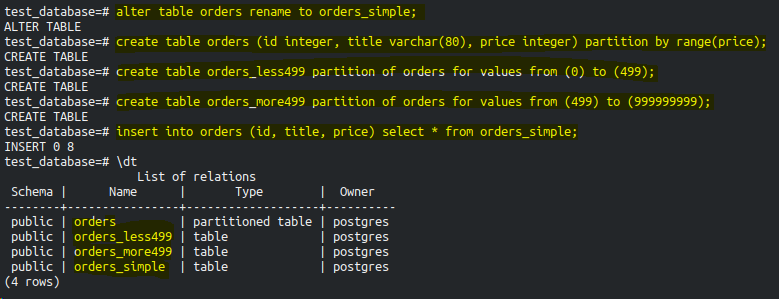 test_database=# alter table orders rename to orders_simple;
ALTER TABLE
test_database=# create table orders (id integer, title varchar(80), price integer) partition by range(price);
CREATE TABLE
test_database=# create table orders_less499 partition of orders for values from (0) to (499);
CREATE TABLE
test_database=# create table orders_more499 partition of orders for values from (499) to (999999999);
CREATE TABLE
test_database=# insert into orders (id, title, price) select * from orders_simple;
INSERT 0 8
test_database=# \dt
                  List of relations
 Schema |      Name      |       Type        |  Owner
--------+----------------+-------------------+----------
 public | orders         | partitioned table | postgres
 public | orders_less499 | table             | postgres
 public | orders_more499 | table             | postgres
 public | orders_simple  | table             | postgres
(4 rows)